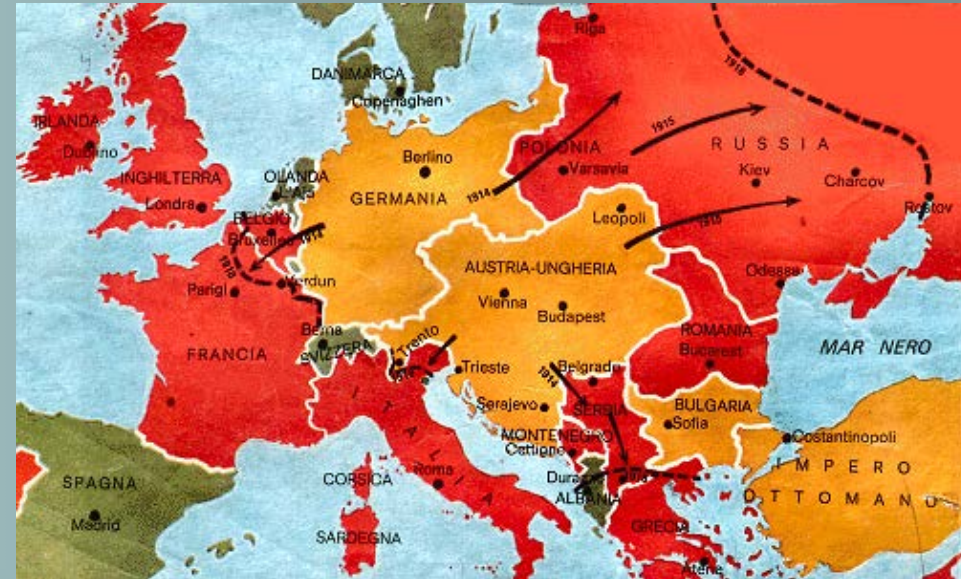 Riga
1918
DANIMARCA
Copenaghen
IRLANDA
Dublino
INGHILTERRA
Londra
OLANDA
L'Aia
Berlino
GERMANIA
1914
POLONIA
Varsavia
1915
RUSSIA
Kiev
Charcov
Rostov
BELGIO
Bruxelles
1914
1918
Leopoli
Parigi
Verdun
AUSTRIA-UNGHERIA
Vienna
Budapest
Odessa
Berna
SVIZZERA
FRANCIA
Trento
Trieste
ROMANIA
Bucarest
MAR NERO
Belgrado
1914
Serajevo
SERBIA
BULGARIA
Sofia
MONTENEGRO
Cattigne
ITALIA
Roma
CORSICA
SARDEGNA
SPAGNA
Madrid
Costantinopoli
IMPERO
OTTOMANO
Durazzo
ALBANIA
GRECIA
Atene